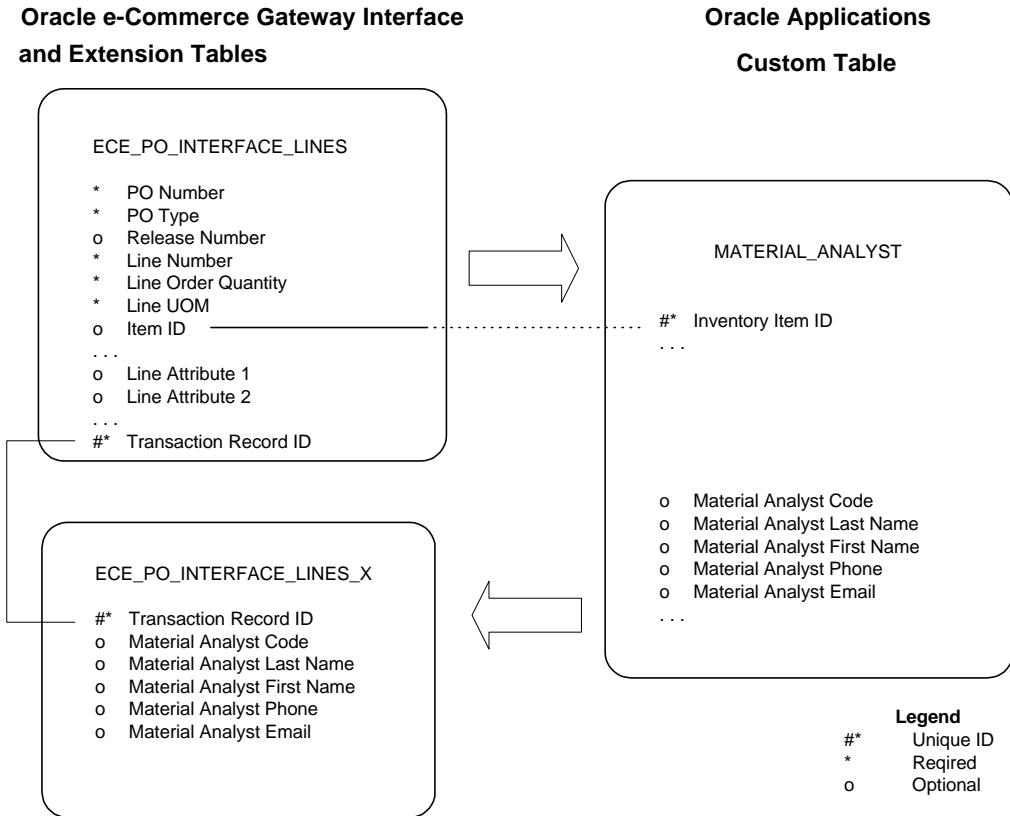 Oracle e-Commerce Gateway Interface
and Extension Tables
Oracle Applications
Custom Table
ECE_PO_INTERFACE_LINES
* PO Number
* PO Type
o Release Number
* Line Number
* Line Order Quantity
* Line UOM
o Item ID
. . .
o Line Attribute 1
o Line Attribute 2
. . .
#* Transaction Record ID
MATERIAL_ANALYST
#* Inventory Item ID
. . .
o Material Analyst Code
o Material Analyst Last Name
o Material Analyst First Name
o Material Analyst Phone
o Material Analyst Email
. . .
ECE_PO_INTERFACE_LINES_X
#* Transaction Record ID
o Material Analyst Code
o Material Analyst Last Name
o Material Analyst First Name
o Material Analyst Phone
o Material Analyst Email
Legend
#* Unique ID
* Reqired
o Optional